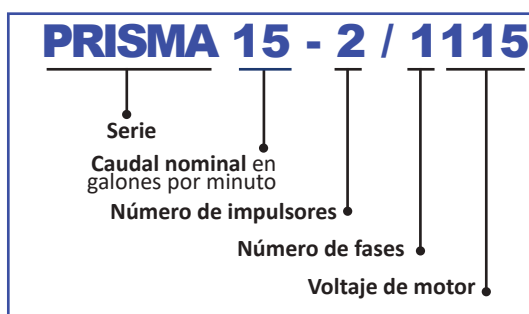 PRISMA 15 - 2 / 1115
Serie
Caudal nominal en
galones por minuto
Número de impulsores
Número de fases
Voltaje de motor